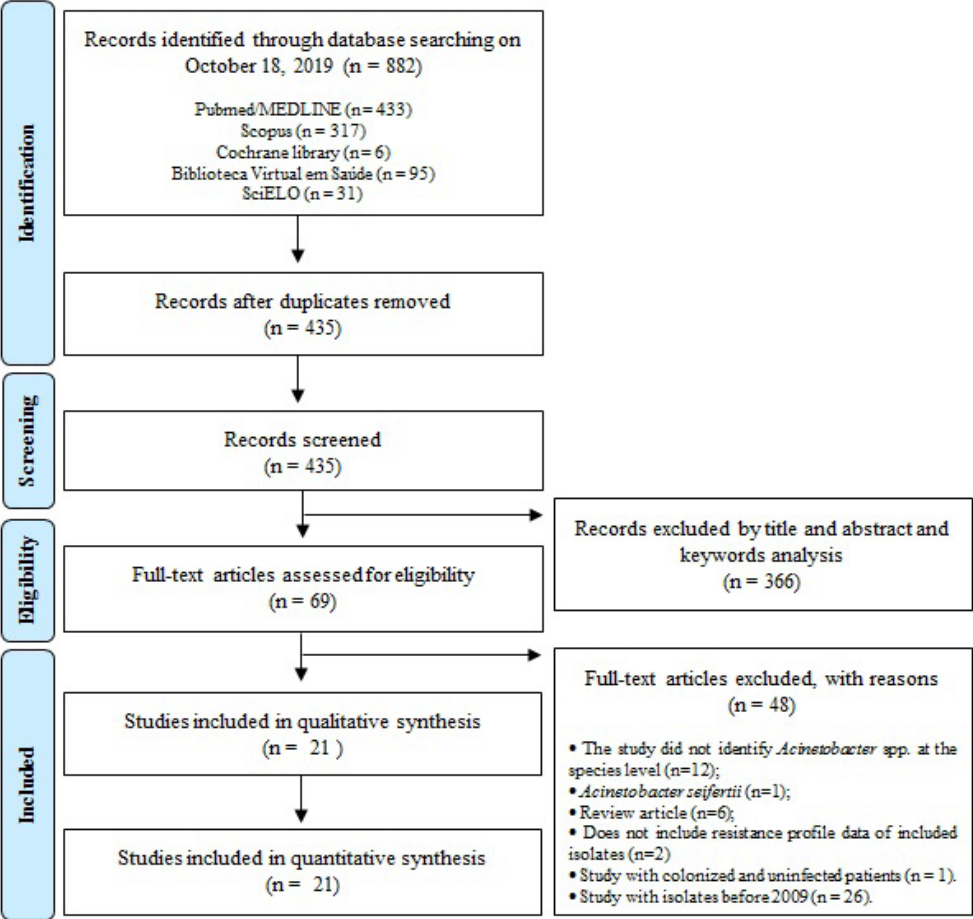 Identification
Records identified through database searching on
October 18, 2019 (n = 882)
Pubmed/MEDLINE (n= 433)
Scopus (n = 317)
Cochrane library (n= 6)
Biblioteca Virtual em Saúde (n = 95)
SciELO (n = 31)
Records after duplicates removed
(n = 435)
Screening
Records screened
(n = 435)
Records excluded by title and abstract and
keywords analysis
(n = 366)
Eligibility
Full-text articles assessed for eligibility
(n = 69)
Included
Full-text articles excluded, with reasons
(n = 48)
• The study did not identify Acinetobacter spp. at the
species level (n=12);
• Acinetobacter seifertii (n=1);
• Review article (n=6);
• Does not include resistance profile data of included
isolates (n=2)
• Study with colonized and uninfected patients (n = 1).
• Study with isolates before 2009 (n = 26).
Studies included in qualitative synthesis
(n = 21 )
Studies included in quantitative synthesis
(n = 21)